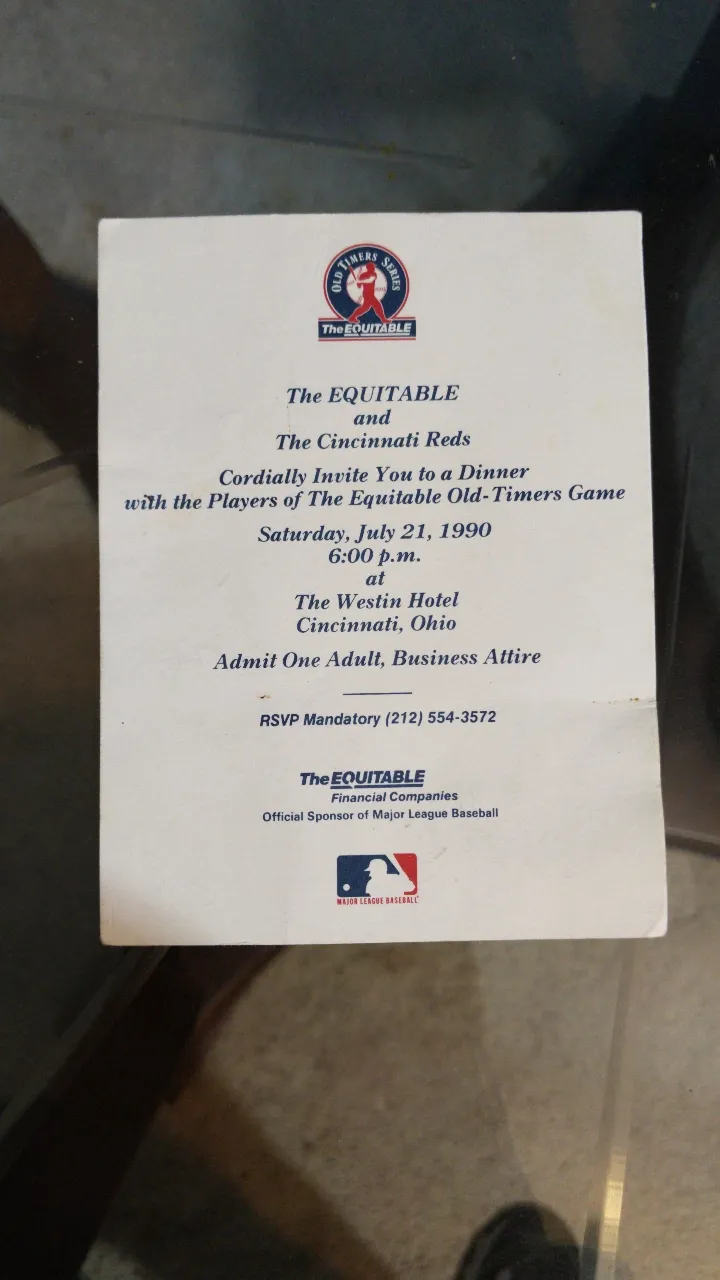 OLD TIMERS SERIES
The EQUITABLE
The EQUITABLE
and
The Cincinnati Reds
Cordially Invite You to a Dinner
with the Players of The Equitable Old-Timers Game
Saturday, July 21, 1990
6:00 p.m.
at
The Westin Hotel
Cincinnati, Ohio
Admit One Adult, Business Attire
RSVP Mandatory (212) 554-3572
The EQUITABLE
Financial Companies
Official Sponsor of Major League Baseball
MAJOR LEAGUE BASEBALL